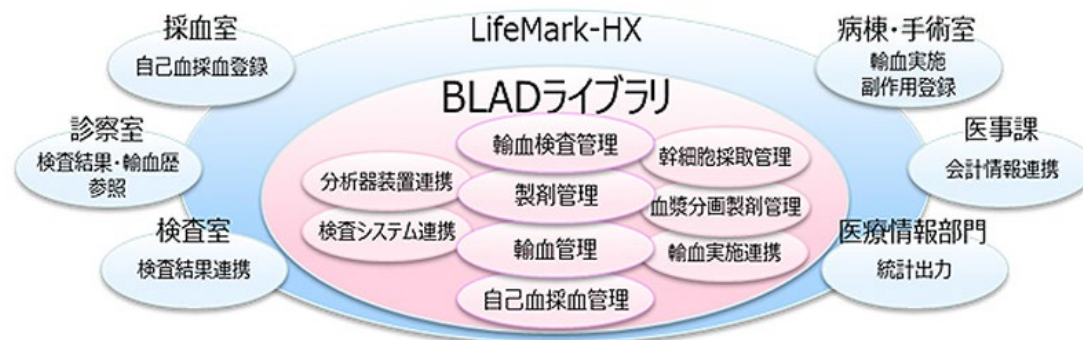 LifeMark-HX
BLADライブラリ
採血室
自己血採血登録
診察室
検査結果・輸血歴
参照
検査室
検査結果連携
分析器装置連携
検査システム連携
輸血検査管理
製剤管理
輸血管理
自己血採血管理
幹細胞採取管理
血漿分画製剤管理
輸血実施連携
病棟・手術室
輸血実施
副作用登録
医事課
会計情報連携
医療情報部門
統計出力